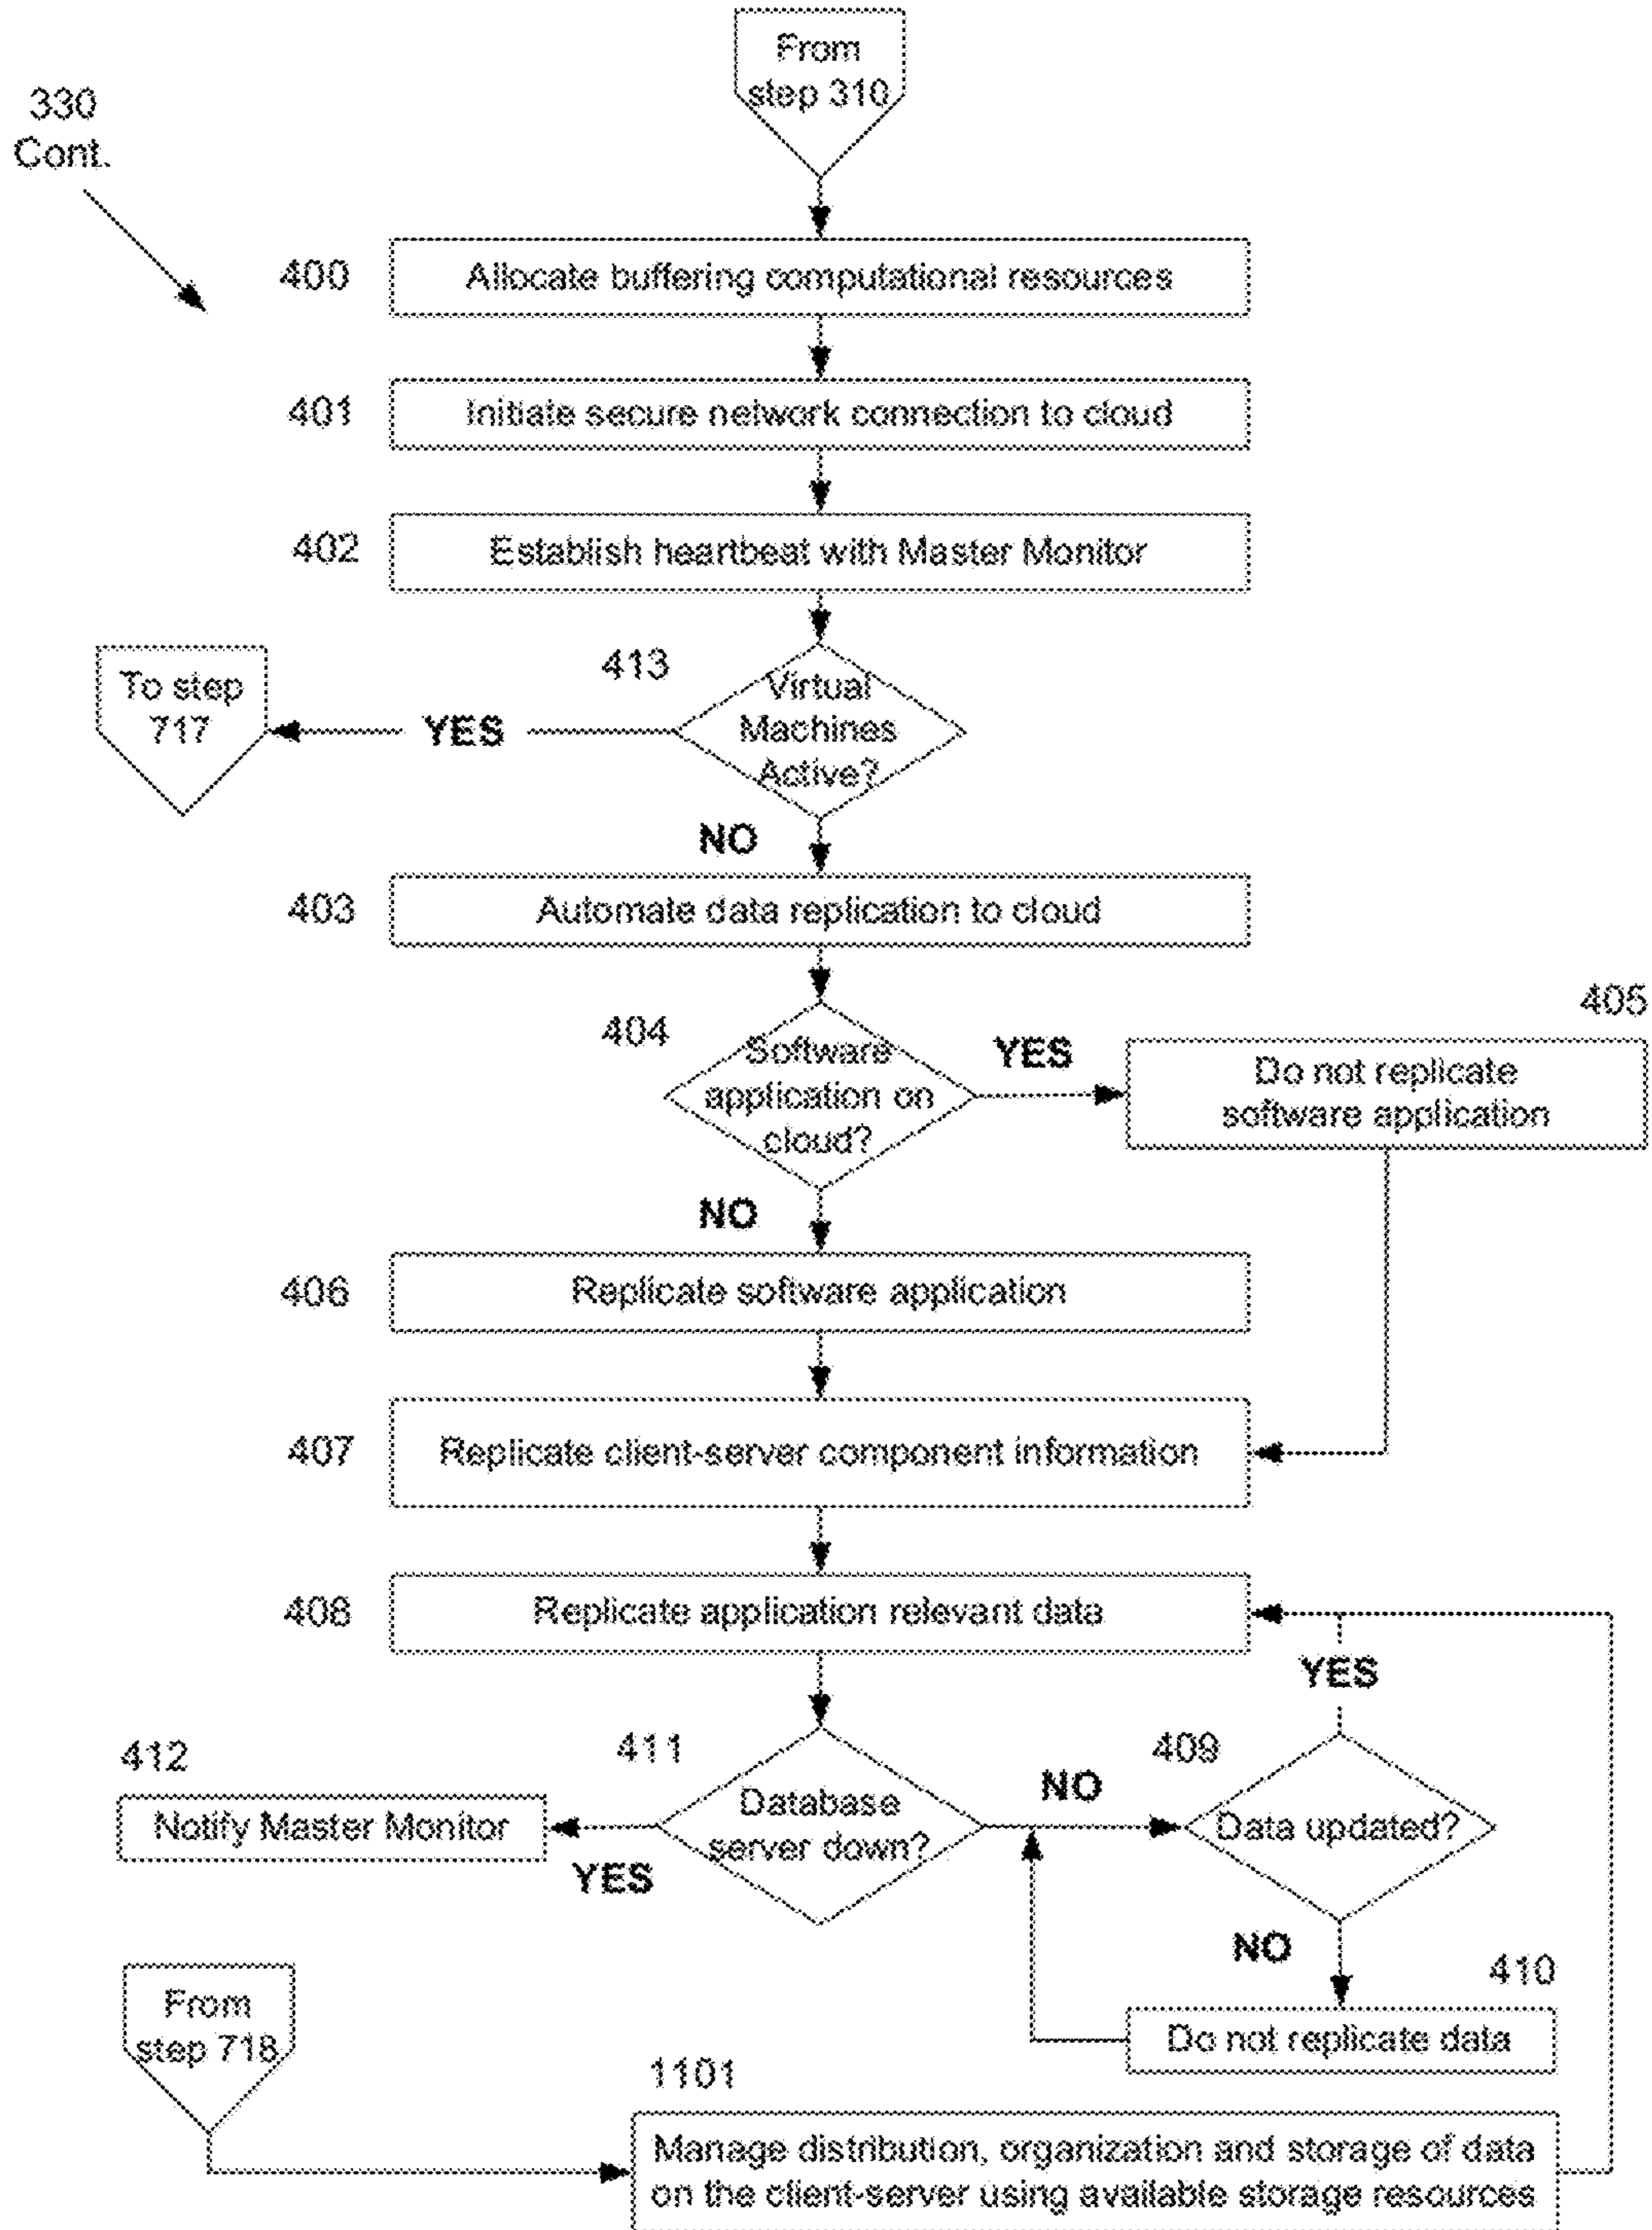 From
step 310
330
Cont.
400
Allocate buffering computational resources
401
Initiate secure network connection to cloud
402
Establish heartbeat with Master Monitor
413
Virtual
Machines
Active?
YES
To step
717
NO
403
Automate data replication to cloud
404
Software
application on
cloud?
YES
405
Do not replicate
software application
NO
406
Replicate software application
407
Replicate client-server component information
408
Replicate application relevant data
YES
412
Notify Master Monitor
YES
411
Database
server down?
NO
409
Data updated?
NO
410
Do not replicate data
From
step 718
1101
Manage distribution, organization and storage of data
on the client-server using available storage resources